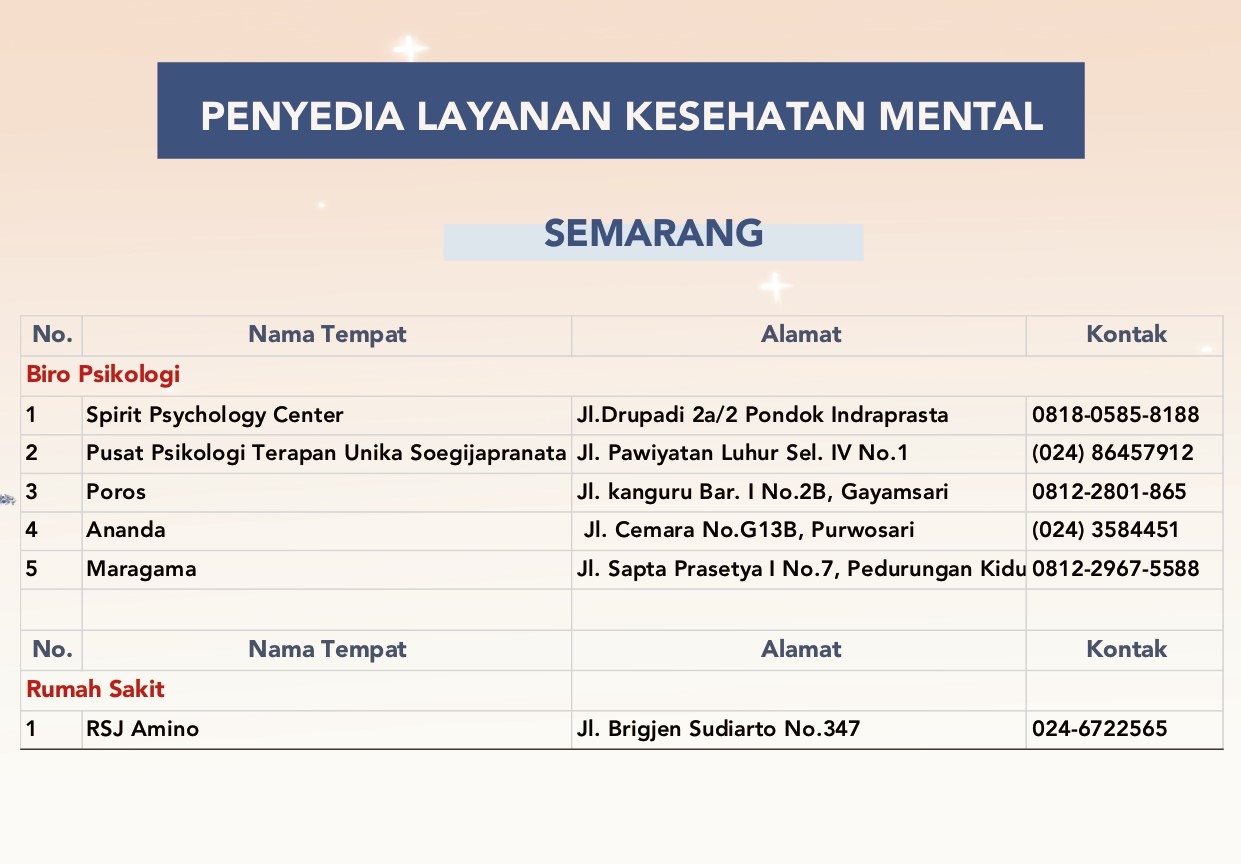 PENYEDIA LAYANAN KESEHATAN MENTAL
SEMARANG
No. Nama Tempat Alamat Kontak
Biro Psikologi
1 Spirit Psychology Center Jl.Drupadi 2a/2 Pondok Indraprasta 0818-0585-8188
2 Pusat Psikologi Terapan Unika Soegijapranata Jl. Pawiyatan Luhur Sel. IV No.1 (024) 86457912
3 Poros Jl. kanguru Bar. I No.2B, Gayamsari 0812-2801-865
4 Ananda Jl. Cemara No.G13B, Purwosari (024) 3584451
5 Maragama Jl. Sapta Prasetya I No.7, Pedurungan Kidu 0812-2967-5588
No. Nama Tempat Alamat Kontak
Rumah Sakit
1 RSJ Amino Jl. Brigjen Sudiarto No.347 024-6722565